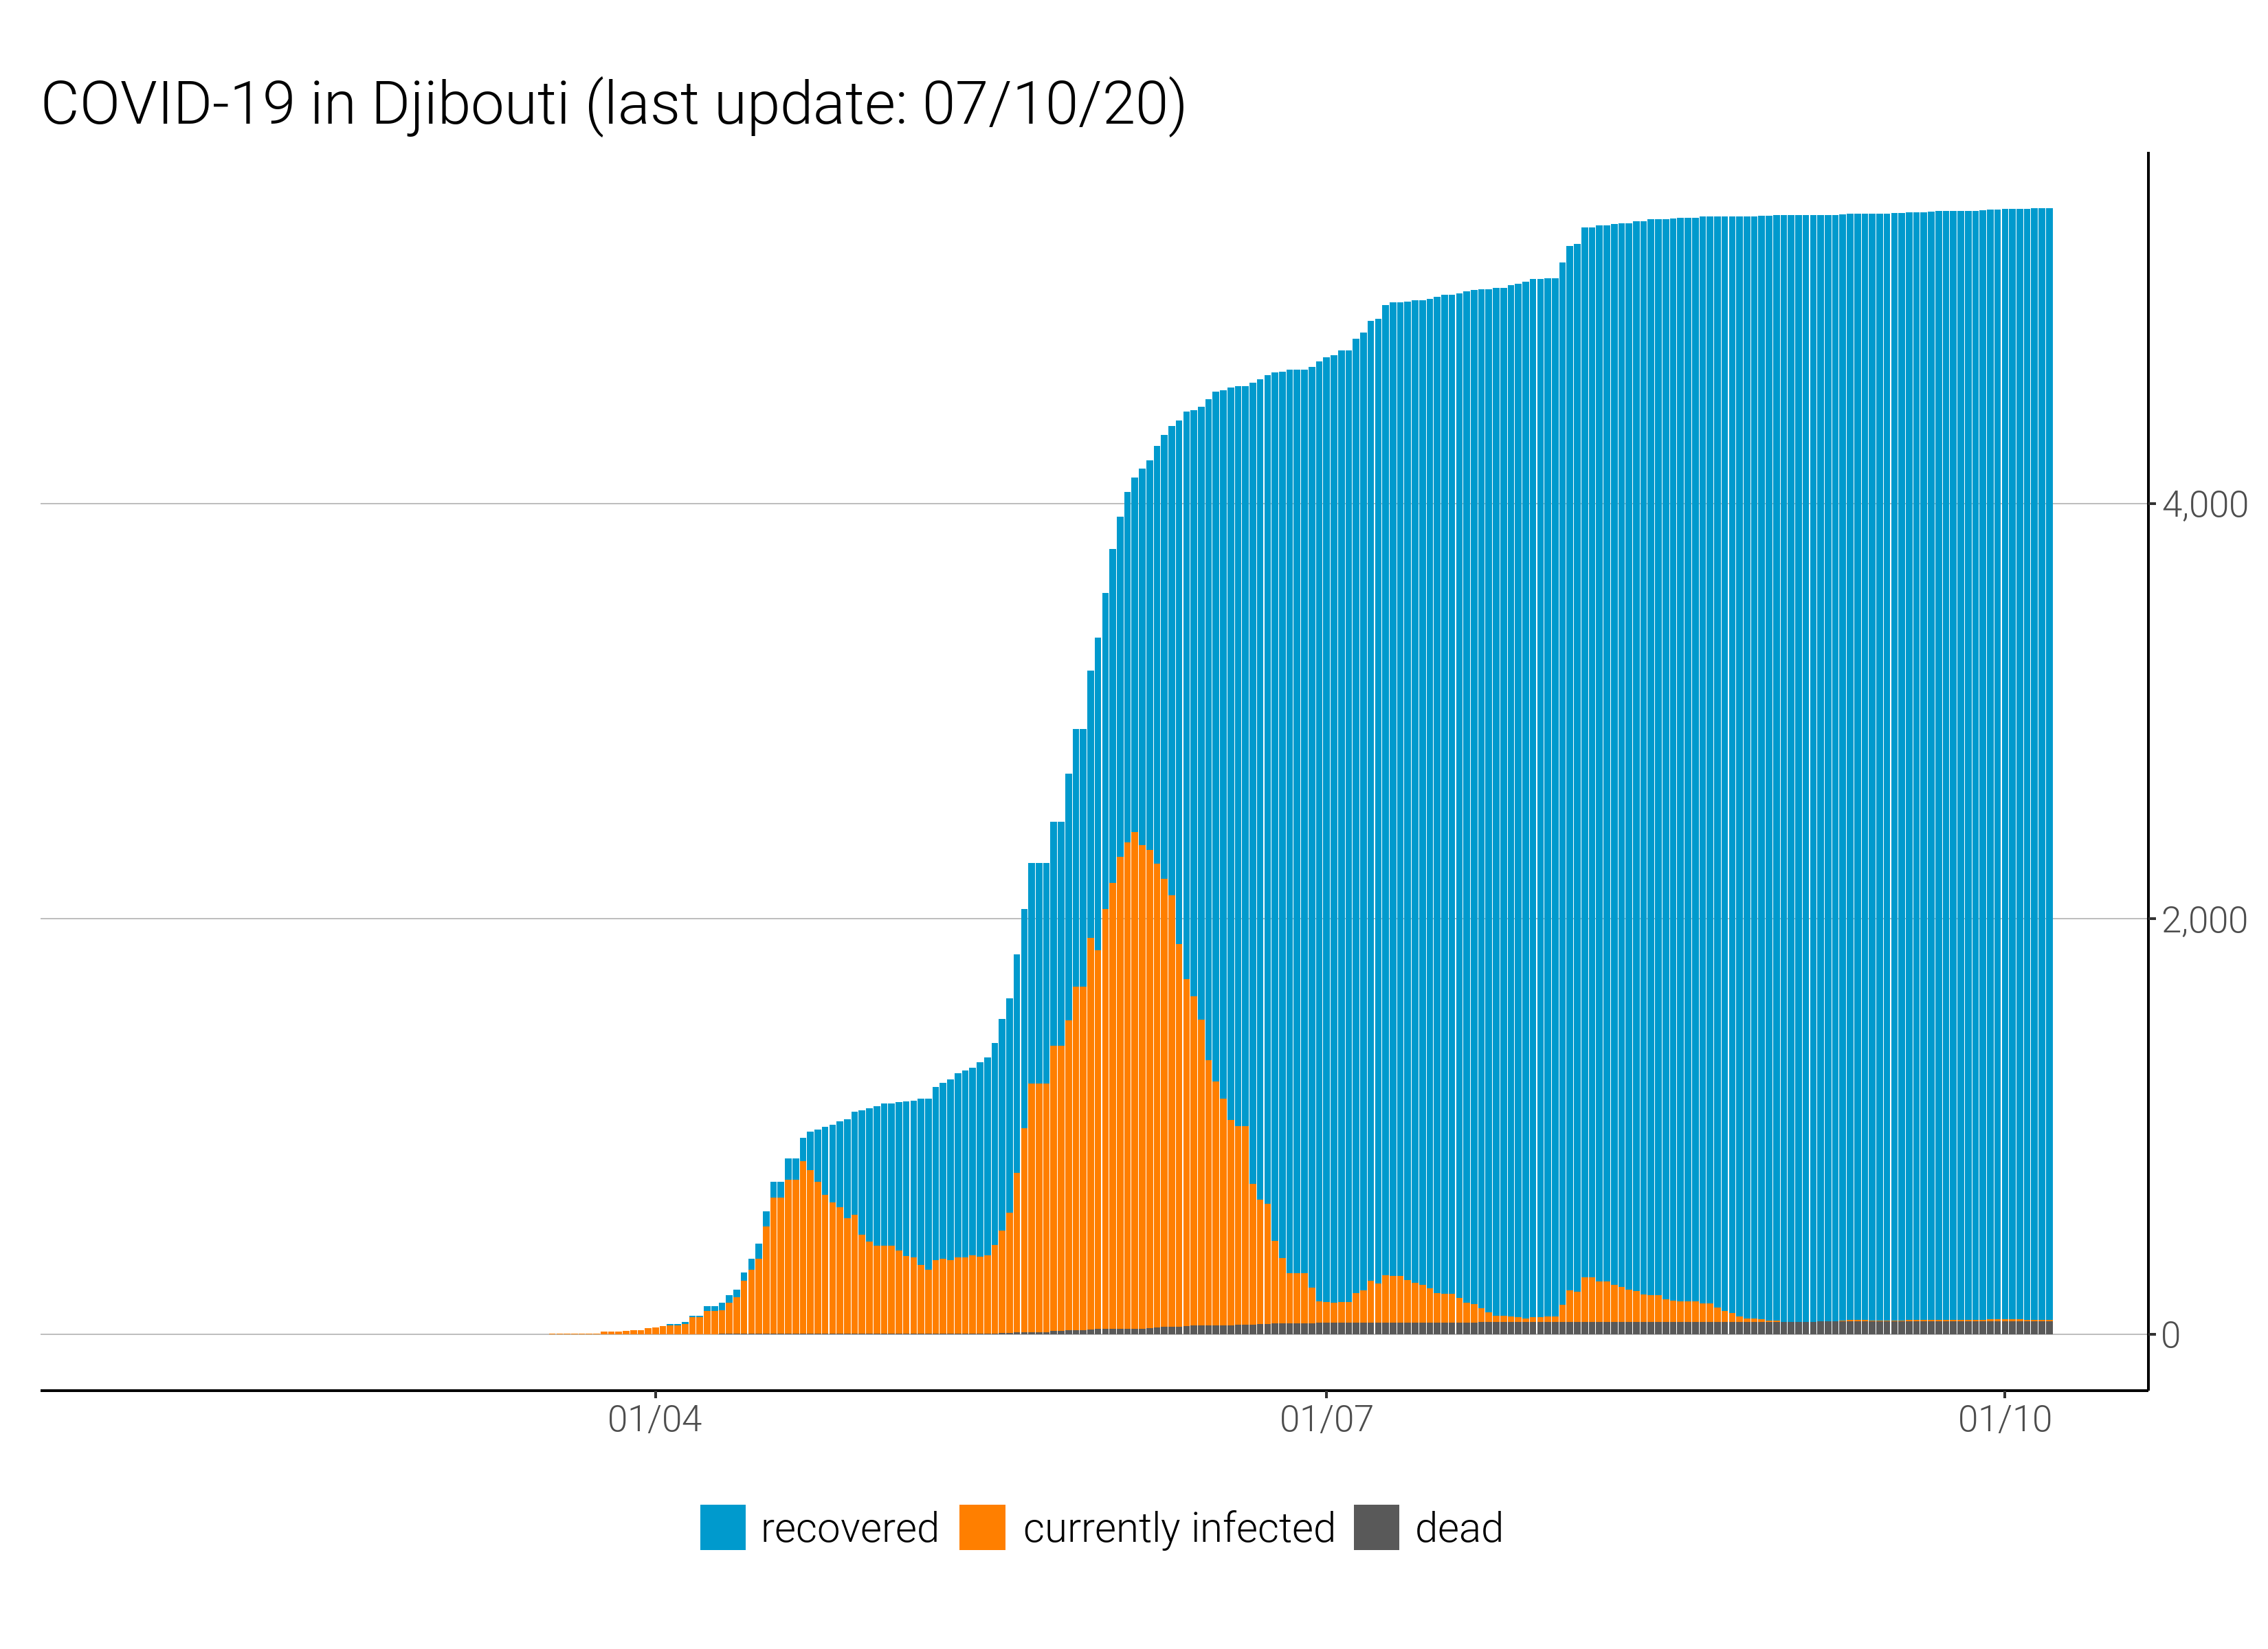 COVID-19 in Djibouti (last update: 07/10/20)
4,000
2,000
0
01/04 01/07 01/10
recovered currently infected dead